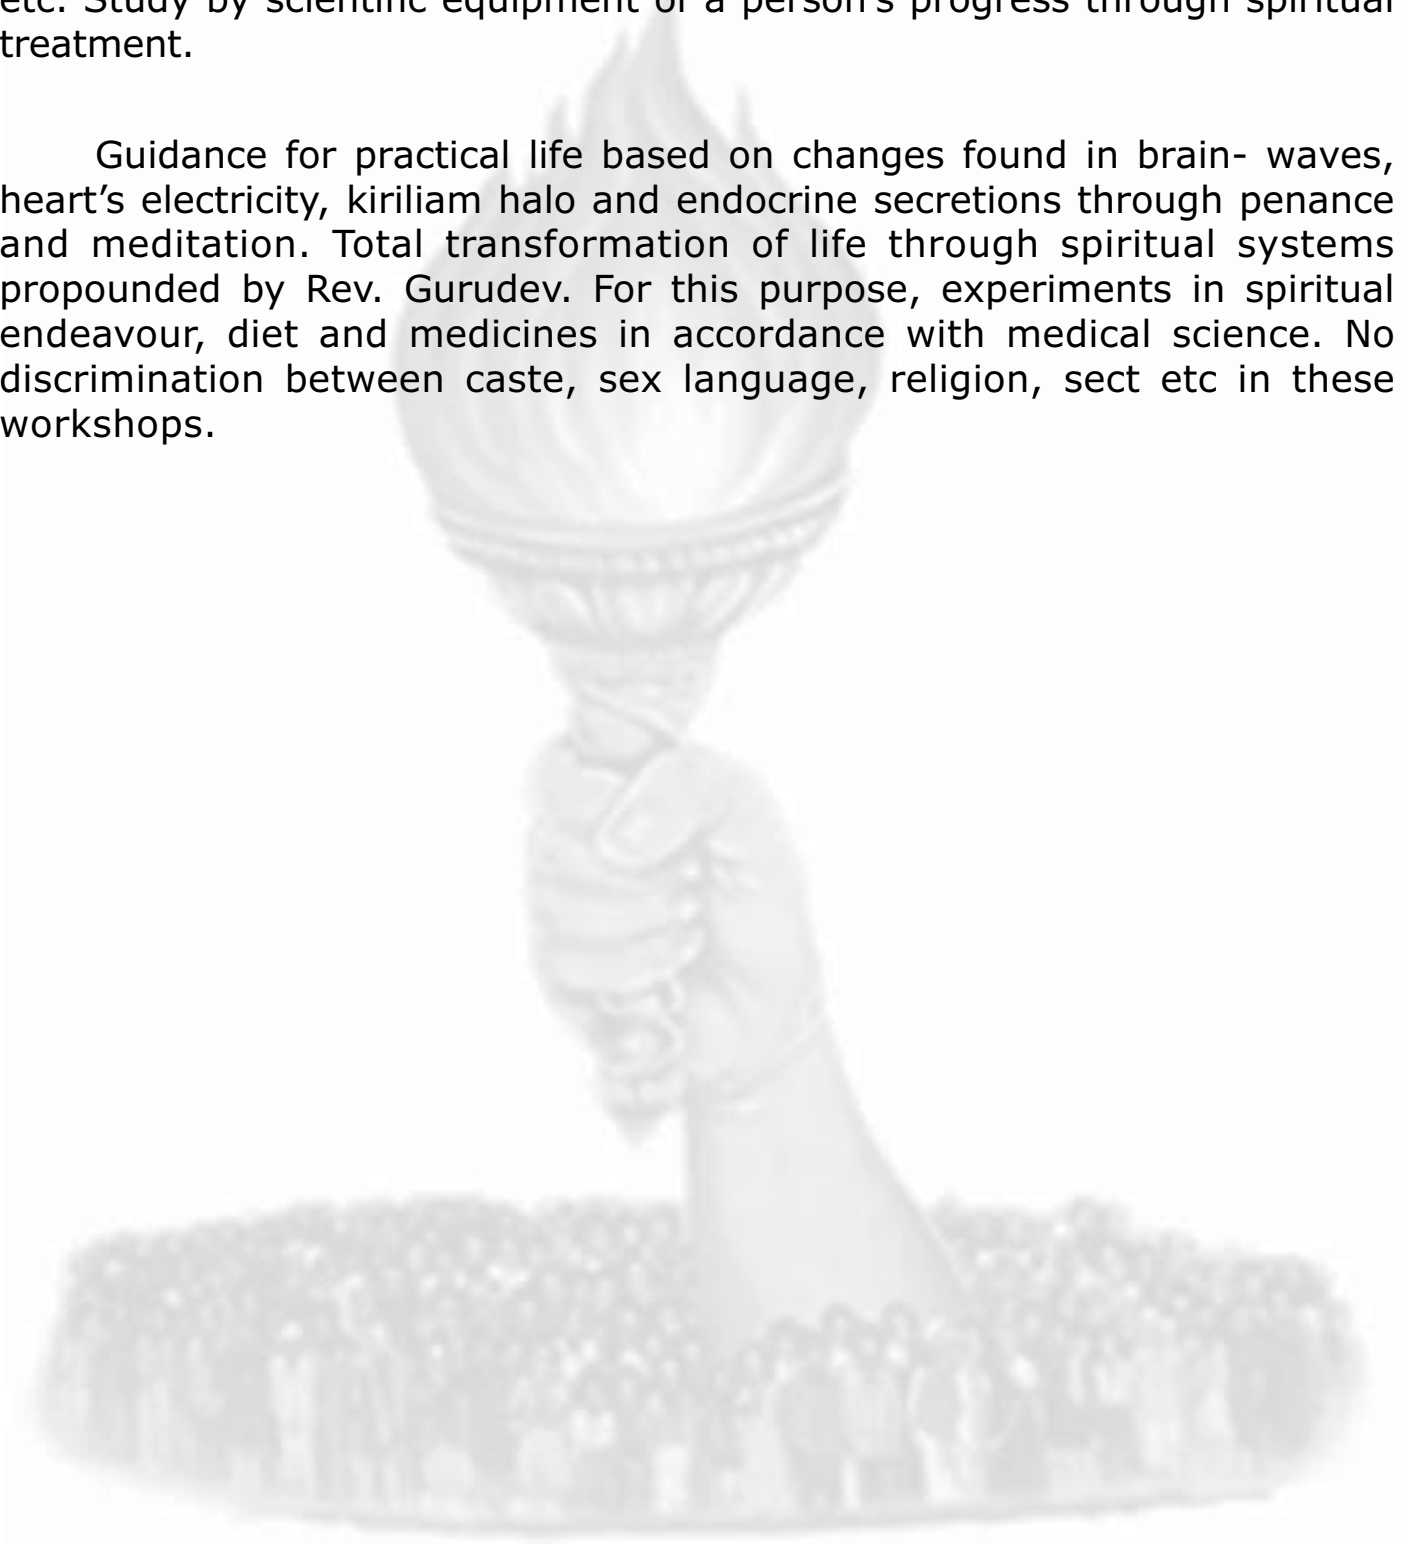 etc. Study by scientific equipment of a person's progress through spiritual
treatment.
Guidance for practical life based on changes found in brain- waves,
heart’s electricity, kiriliam halo and endocrine secretions through penance
and meditation. Total transformation of life through spiritual systems
propounded by Rev. Gurudev. For this purpose, experiments in spiritual
endeavour, diet and medicines in accordance with medical science. No
discrimination between caste, sex language, religion, sect etc in these
workshops.